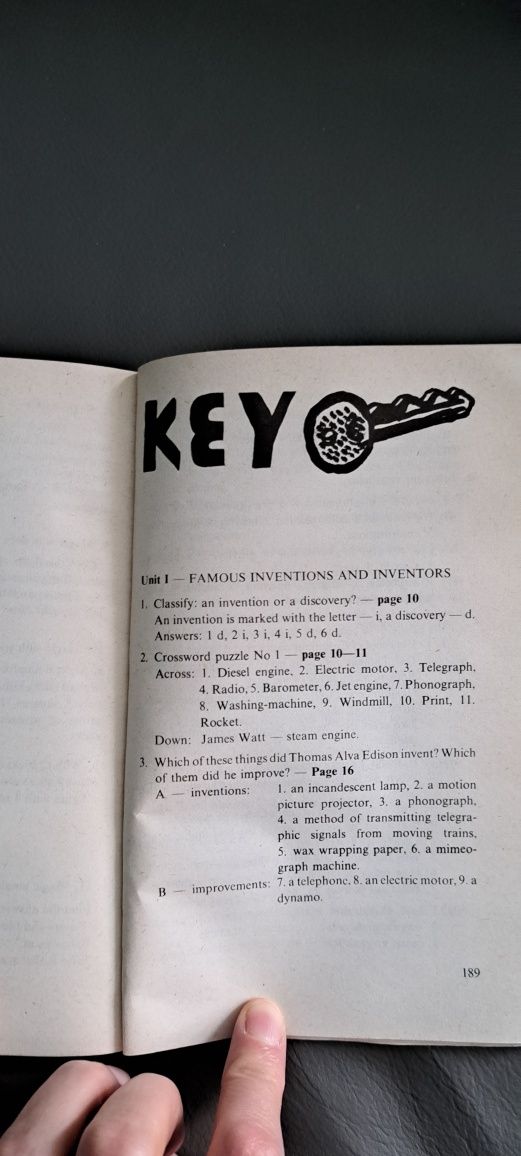 KEY
Unit I — FAMOUS INVENTIONS AND INVENTORS
1. Classify: an invention or a discovery? — page 10
An invention is marked with the letter — i, a discovery — d.
Answers: 1 d, 2 i, 3 i, 4 i, 5 d, 6 d.
2. Crossword puzzle No 1 — page 10—11
Across: 1. Diesel engine, 2. Electric motor, 3. Telegraph,
4. Radio, 5. Barometer, 6. Jet engine, 7. Phonograph,
8. Washing-machine, 9. Windmill, 10. Print, 11.
Rocket.
Down: James Watt — steam engine.
3. Which of these things did Thomas Alva Edison invent? Which
of them did he improve? — Page 16
A — inventions: 1. an incandescent lamp, 2. a motion
picture projector, 3. a phonograph,
4. a method of transmitting telegra-
phic signals from moving trains,
5. wax wrapping paper, 6. a mimeo-
graph machine.
B — improvements: 7. a telephone, 8. an electric motor, 9. a
dynamo.
189